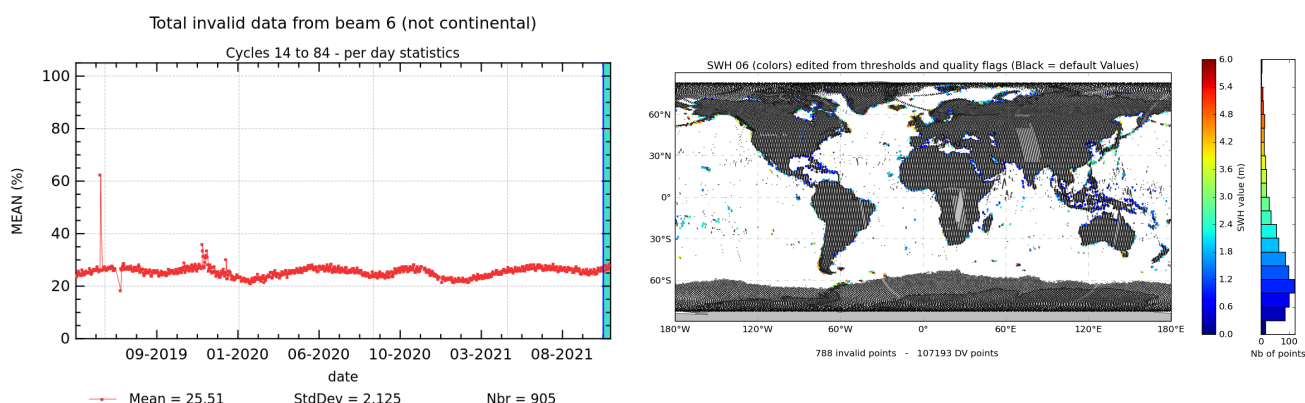 Total invalid data from beam 6 (not continental)
Cycles 14 to 84 - per day statistics
100
80
60
40
20
0
MEAN (%)
09-2019 01-2020 06-2020 10-2020 03-2021 08-2021
date
Mean = 25.51 StdDev = 2.125 Nbr = 905
SWH 06 (colors) edited from thresholds and quality flags (Black = default Values)
60°N
30°N
0°
30°S
60°S
180°W 120°W 60°W 0° 60°E 120°E 180°E
788 invalid points - 107193 DV points
6.0
5.4
4.8
4.2
3.6
3.0
2.4
1.8
1.2
0.6
0.0
SWH value (m)
0 100
Nb of points